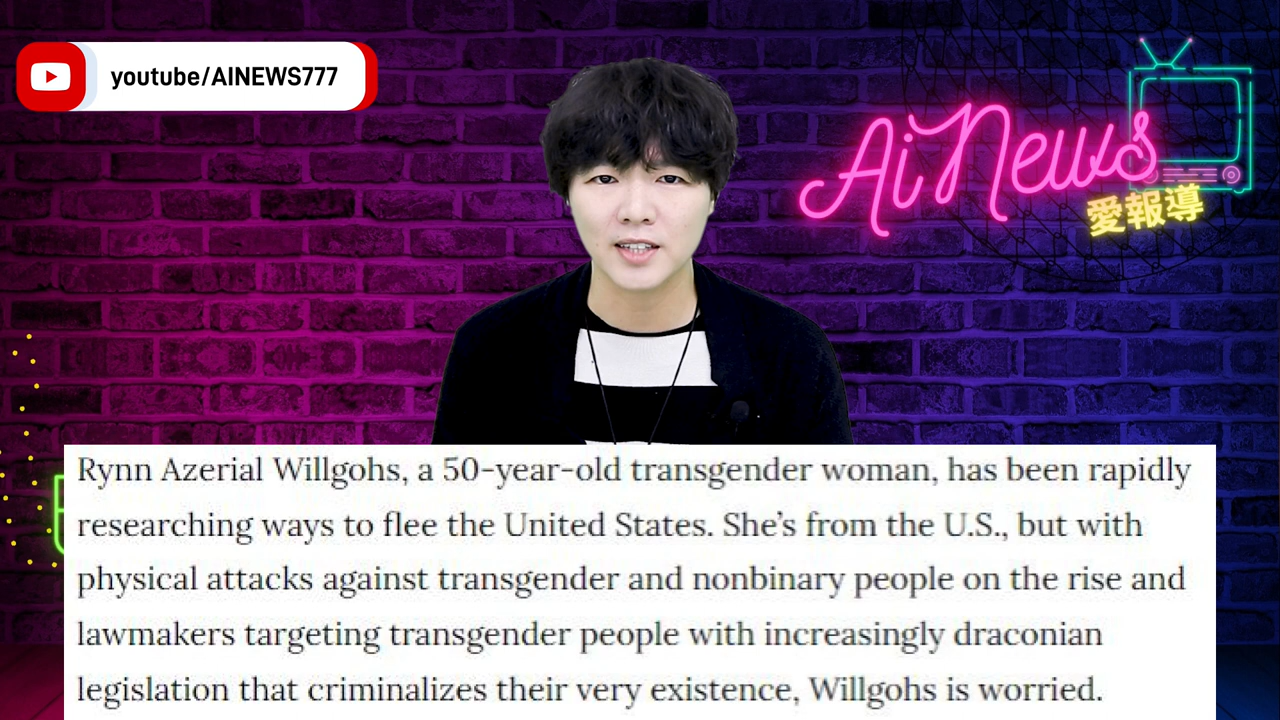 youtube/AINEWS777
Ai News
愛報導
Rynn Azerial Willgohs, a 50-year-old transgender woman, has been rapidly
researching ways to flee the United States. She’s from the U.S., but with
physical attacks against transgender and nonbinary people on the rise and
lawmakers targeting transgender people with increasingly draconian
legislation that criminalizes their very existence, Willgohs is worried.